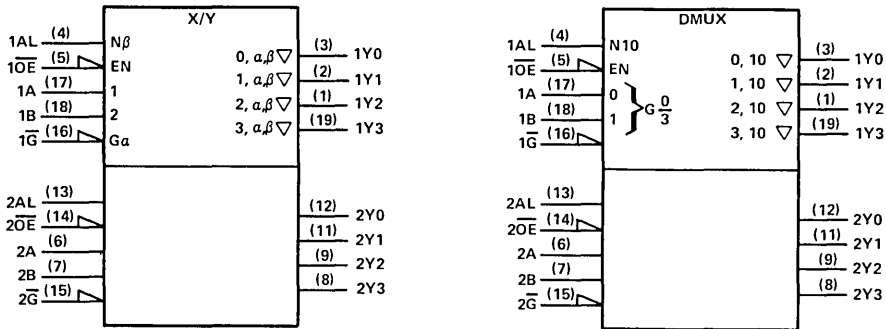 X/Y
1AL (4) Nβ
1O̅E̅ (5) EN
1A (17) 1
1B (18) 2
1G̅ (16) Gα
0, α,β ▽ (3) 1Y0
1, α,β ▽ (2) 1Y1
2, α,β ▽ (1) 1Y2
3, α,β ▽ (19) 1Y3
2AL (13)
2O̅E̅ (14)
2A (6)
2B (7)
2G̅ (15)
(12) 2Y0
(11) 2Y1
(9) 2Y2
(8) 2Y3
DMUX
1AL (4) N10
1O̅E̅ (5) EN
1A (17) 0
1B (18) 1
} G 0/3
1G̅ (16)
0, 10 ▽ (3) 1Y0
1, 10 ▽ (2) 1Y1
2, 10 ▽ (1) 1Y2
3, 10 ▽ (19) 1Y3
2AL (13)
2O̅E̅ (14)
2A (6)
2B (7)
2G̅ (15)
(12) 2Y0
(11) 2Y1
(9) 2Y2
(8) 2Y3